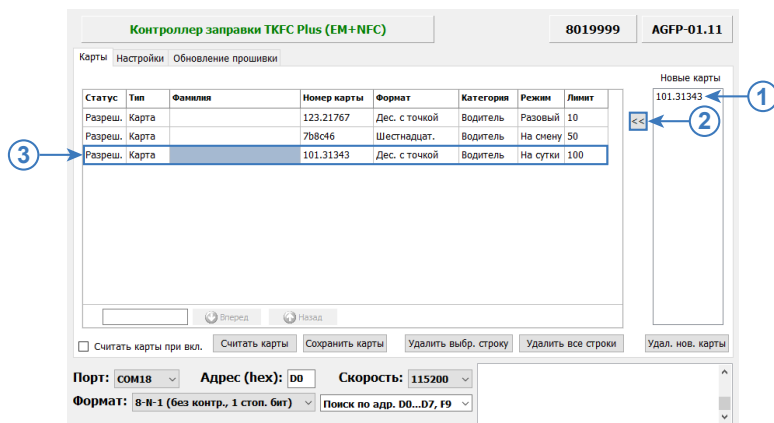 Контроллер заправки TKFC Plus (EM+NFC) 8019999 AGFP-01.11
Карты Настройки Обновление прошивки
Новые карты
Статус Тип Фамилия Номер карты Формат Категория Режим Лимит
101.31343 1
Разреш. Карта 123.21767 Дес. с точкой Водитель Разовый 10
<< 2
Разреш. Карта 7b8c46 Шестнадцат. Водитель На смену 50
3 Разреш. Карта 101.31343 Дес. с точкой Водитель На сутки 100
Вперед Назад
Считать карты при вкл. Считать карты Сохранить карты Удалить выбр. строку Удалить все строки Удал. нов. карты
Порт: COM18 Адрес (hex): D0 Скорость: 115200
Формат: 8-N-1 (без контр., 1 стоп. бит) Поиск по адр. D0...D7, F9